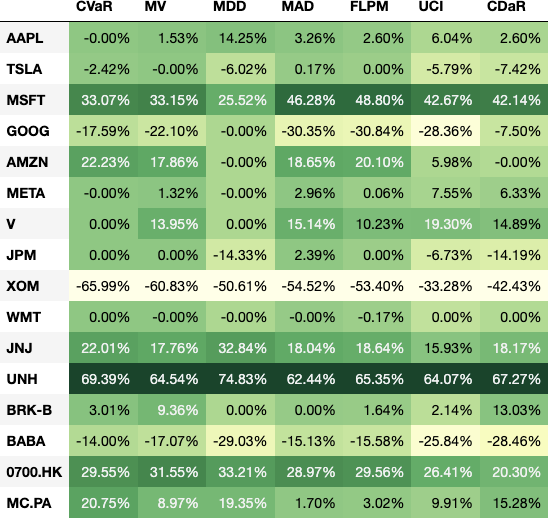 CVaR MV MDD MAD FLPM UCI CDaR
AAPL -0.00% 1.53% 14.25% 3.26% 2.60% 6.04% 2.60%
TSLA -2.42% -0.00% -6.02% 0.17% 0.00% -5.79% -7.42%
MSFT 33.07% 33.15% 25.52% 46.28% 48.80% 42.67% 42.14%
GOOG -17.59% -22.10% -0.00% -30.35% -30.84% -28.36% -7.50%
AMZN 22.23% 17.86% -0.00% 18.65% 20.10% 5.98% -0.00%
META -0.00% 1.32% -0.00% 2.96% 0.06% 7.55% 6.33%
V 0.00% 13.95% 0.00% 15.14% 10.23% 19.30% 14.89%
JPM 0.00% 0.00% -14.33% 2.39% 0.00% -6.73% -14.19%
XOM -65.99% -60.83% -50.61% -54.52% -53.40% -33.28% -42.43%
WMT 0.00% -0.00% -0.00% -0.00% -0.17% 0.00% 0.00%
JNJ 22.01% 17.76% 32.84% 18.04% 18.64% 15.93% 18.17%
UNH 69.39% 64.54% 74.83% 62.44% 65.35% 64.07% 67.27%
BRK-B 3.01% 9.36% 0.00% 0.00% 1.64% 2.14% 13.03%
BABA -14.00% -17.07% -29.03% -15.13% -15.58% -25.84% -28.46%
0700.HK 29.55% 31.55% 33.21% 28.97% 29.56% 26.41% 20.30%
MC.PA 20.75% 8.97% 19.35% 1.70% 3.02% 9.91% 15.28%